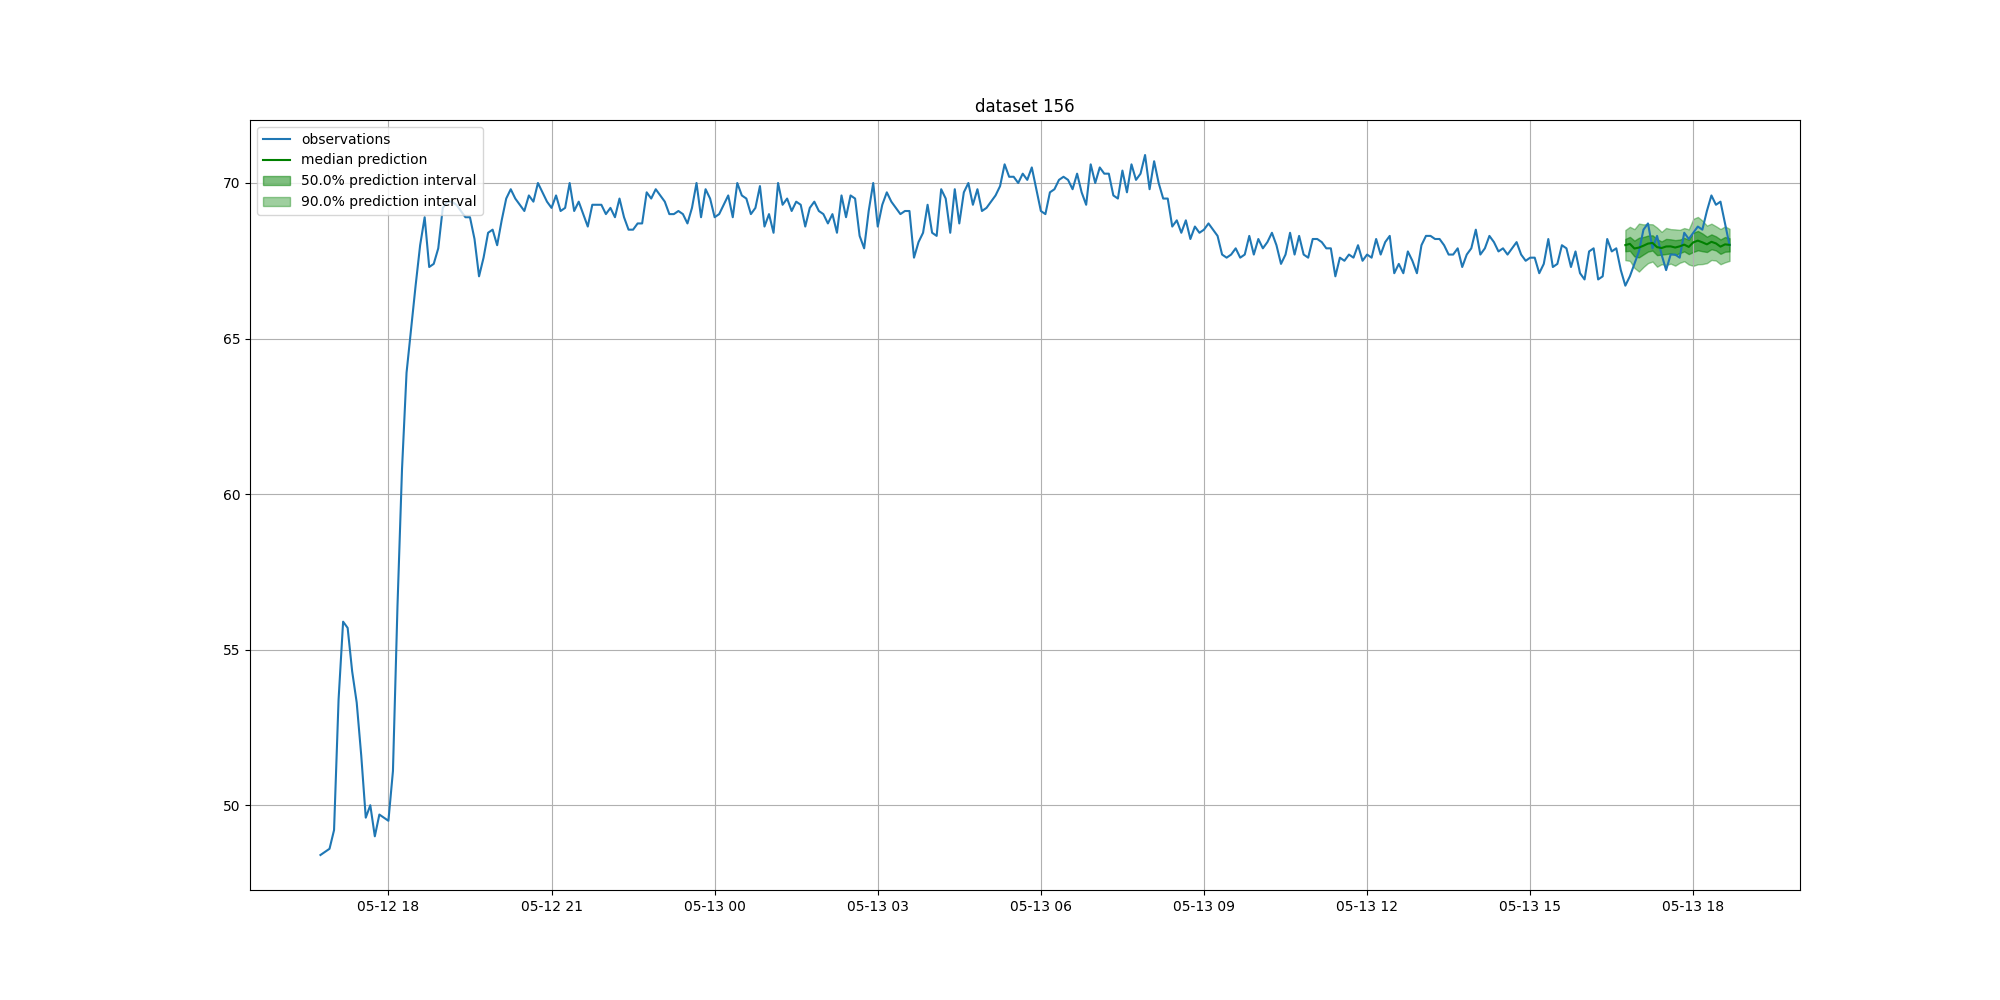 dataset 156
observations
median prediction
50.0% prediction interval
90.0% prediction interval
70
65
60
55
50
05-12 18 05-12 21 05-13 00 05-13 03 05-13 06 05-13 09 05-13 12 05-13 15 05-13 18